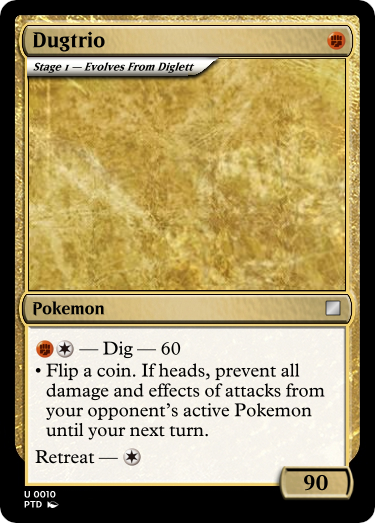 Dugtrio
Stage 1 — Evolves From Diglett
Pokemon
— Dig — 60
• Flip a coin. If heads, prevent all
damage and effects of attacks from
your opponent's active Pokemon
until your next turn.
Retreat —
90
U 0010
PTD